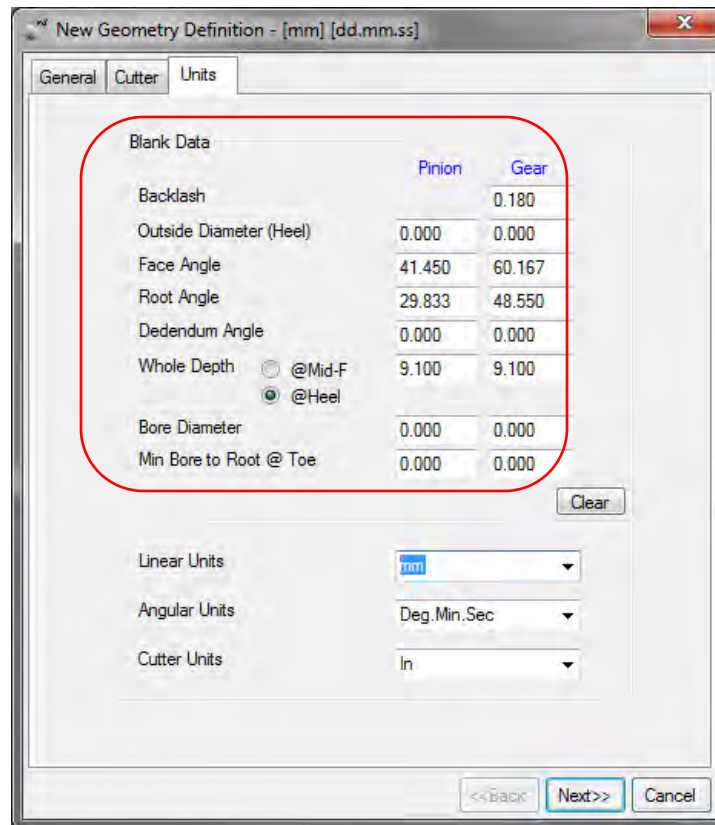 New Geometry Definition - [mm] [dd.mm.ss]
General Cutter Units
Blank Data
Pinion Gear
Backlash 0.180
Outside Diameter (Heel) 0.000 0.000
Face Angle 41.450 60.167
Root Angle 29.833 48.550
Dedendum Angle 0.000 0.000
Whole Depth @Mid-F 9.100 9.100
@Heel
Bore Diameter 0.000 0.000
Min Bore to Root @ Toe 0.000 0.000
Clear
Linear Units mm
Angular Units Deg.Min.Sec
Cutter Units In
<<Back Next>> Cancel